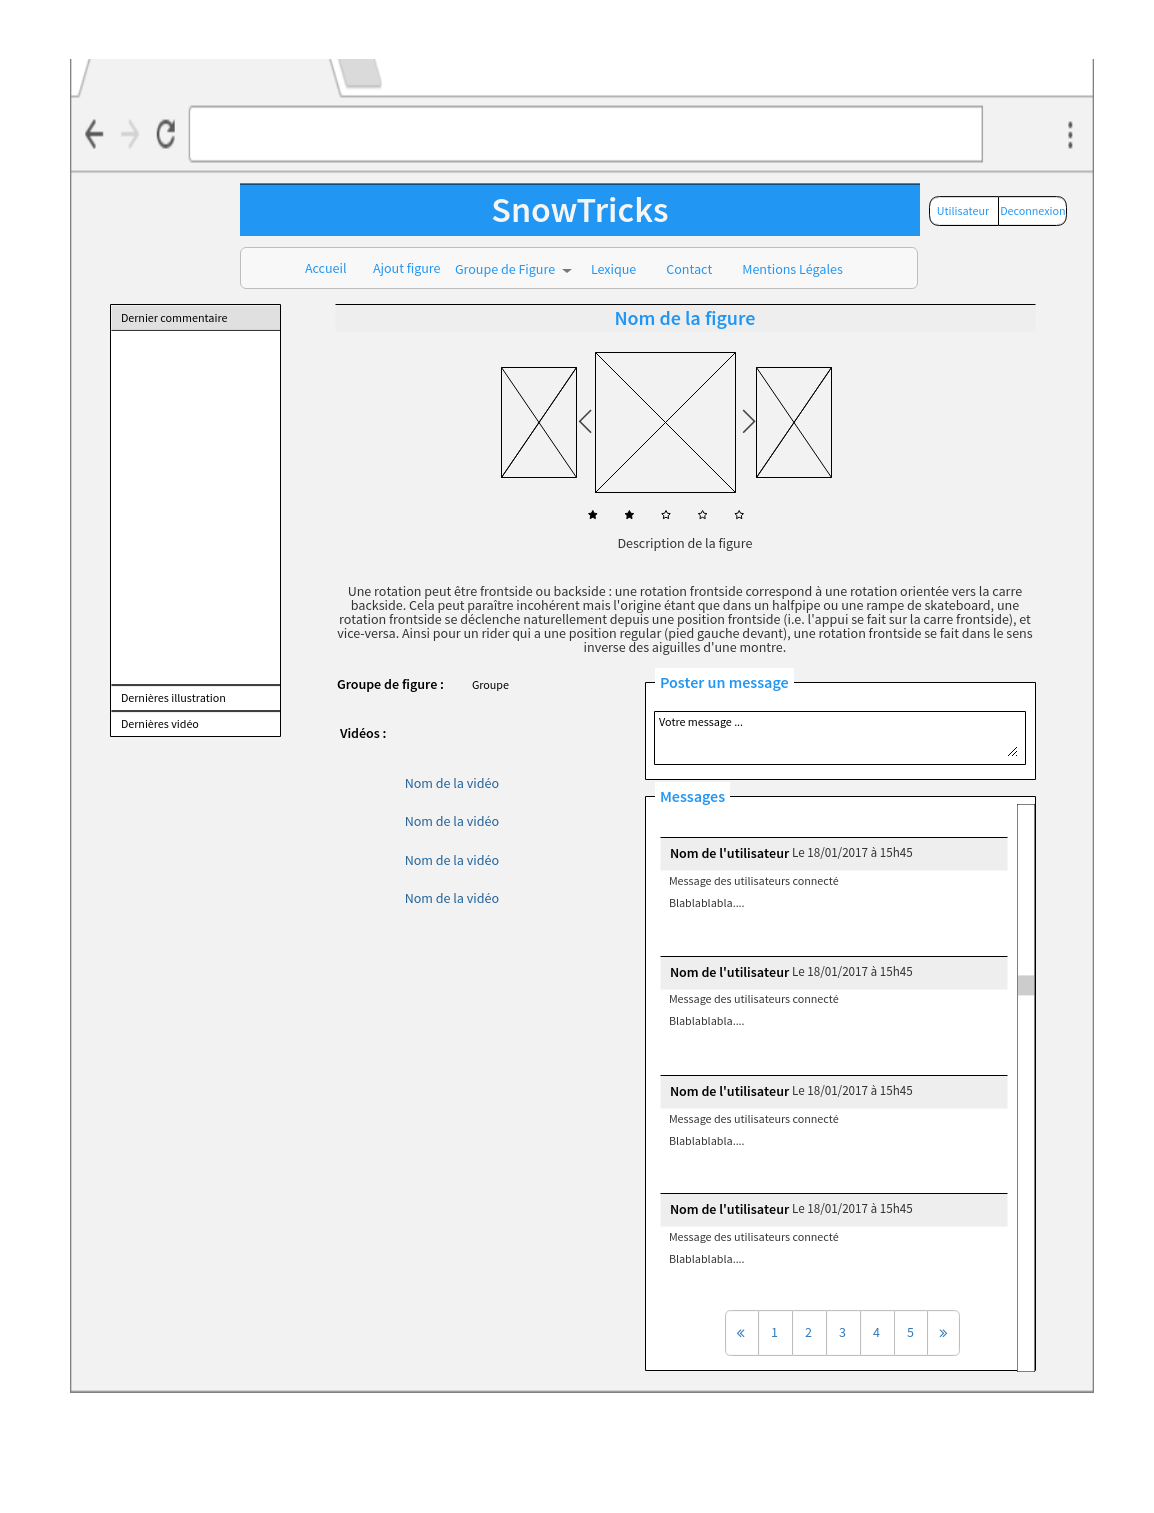 SnowTricks
Utilisateur
Deconnexion
Accueil
Ajout figure
Groupe de Figure
Lexique
Contact
Mentions Légales
Dernier commentaire
Dernières illustration
Dernières vidéo
Nom de la figure
Description de la figure
Une rotation peut être frontside ou backside : une rotation frontside correspond à une rotation orientée vers la carre
backside. Cela peut paraître incohérent mais l'origine étant que dans un halfpipe ou une rampe de skateboard, une
rotation frontside se déclenche naturellement depuis une position frontside (i.e. l'appui se fait sur la carre frontside), et
vice-versa. Ainsi pour un rider qui a une position regular (pied gauche devant), une rotation frontside se fait dans le sens
inverse des aiguilles d'une montre.
Groupe de figure :
Groupe
Vidéos :
Nom de la vidéo
Nom de la vidéo
Nom de la vidéo
Nom de la vidéo
Poster un message
Votre message ...
Messages
Nom de l'utilisateur Le 18/01/2017 à 15h45
Message des utilisateurs connecté
Blablablabla....
Nom de l'utilisateur Le 18/01/2017 à 15h45
Message des utilisateurs connecté
Blablablabla....
Nom de l'utilisateur Le 18/01/2017 à 15h45
Message des utilisateurs connecté
Blablablabla....
Nom de l'utilisateur Le 18/01/2017 à 15h45
Message des utilisateurs connecté
Blablablabla....
« 1 2 3 4 5 »